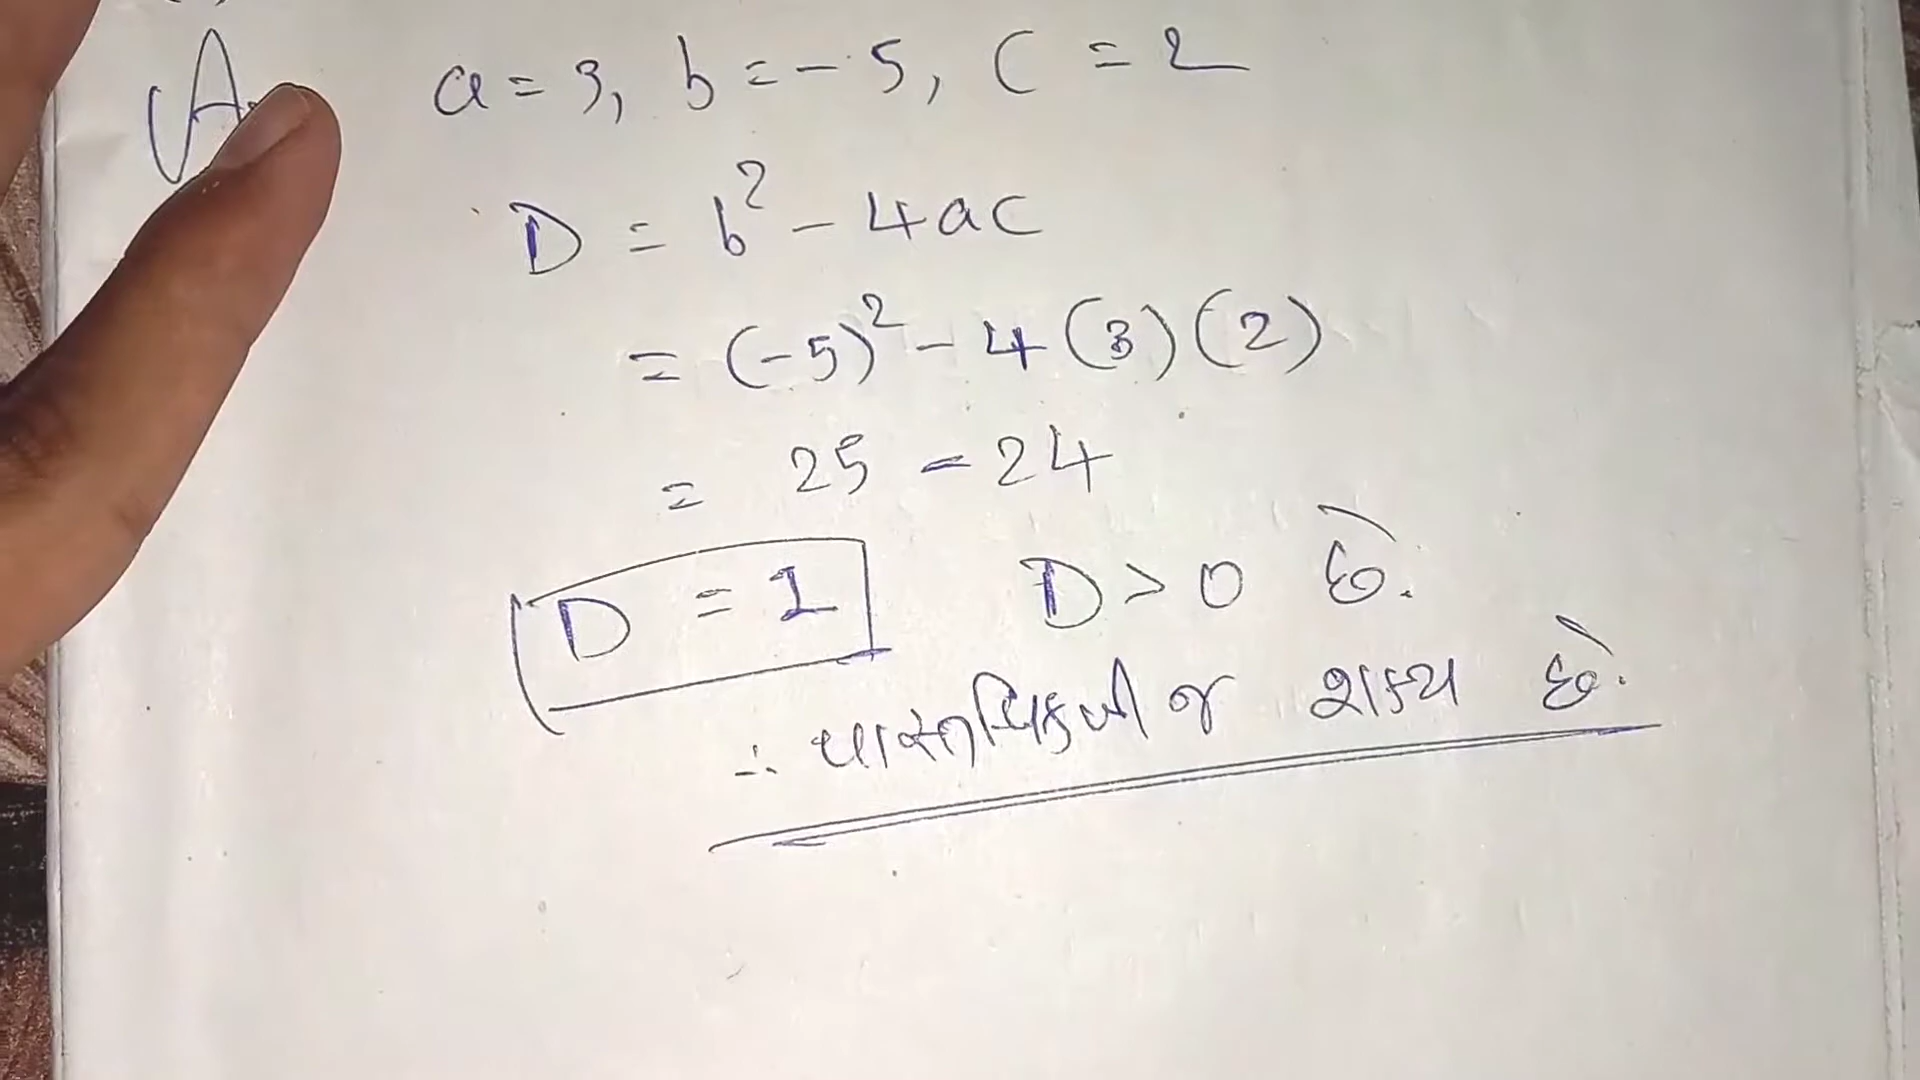 A a = 3, b = - 5, c = 2
D = b² - 4ac
= (-5)² - 4 (3) (2)
= 25 - 24
D = 1 D > 0 છે.
∴ વાસ્તવિક બીજ શક્ય છે.